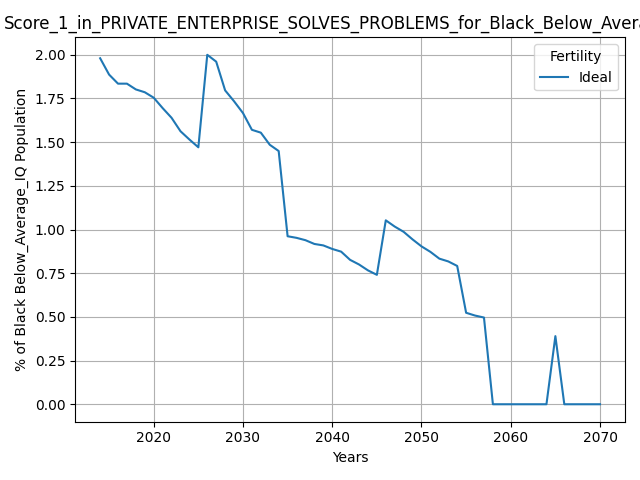 Score_1_in_PRIVATE_ENTERPRISE_SOLVES_PROBLEMS_for_Black_Below_Avera
Fertility
Ideal
% of Black Below_Average_IQ Population
2.00
1.75
1.50
1.25
1.00
0.75
0.50
0.25
0.00
2020 2030 2040 2050 2060 2070
Years